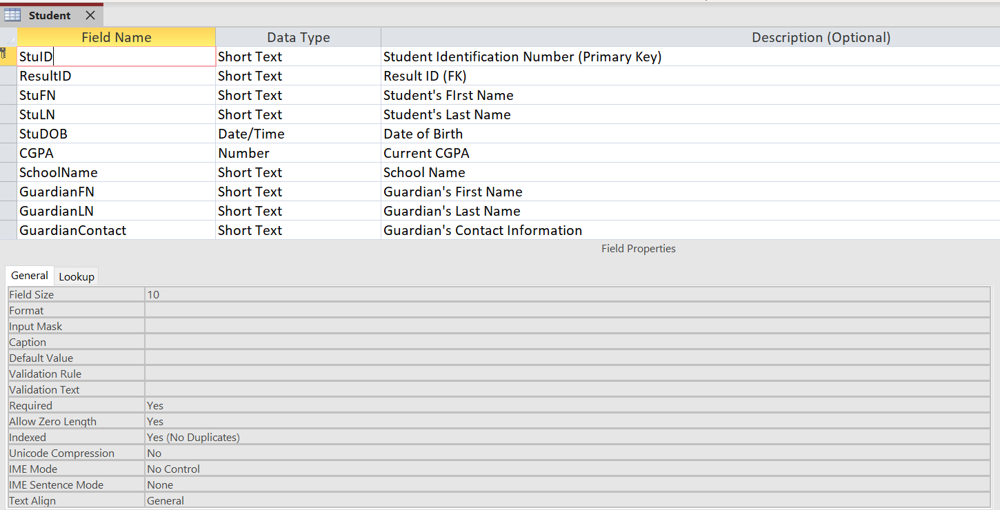 Student
Field Name Data Type Description (Optional)
StuID Short Text Student Identification Number (Primary Key)
ResultID Short Text Result ID (FK)
StuFN Short Text Student's FIrst Name
StuLN Short Text Student's Last Name
StuDOB Date/Time Date of Birth
CGPA Number Current CGPA
SchoolName Short Text School Name
GuardianFN Short Text Guardian's First Name
GuardianLN Short Text Guardian's Last Name
GuardianContact Short Text Guardian's Contact Information
Field Properties
General Lookup
Field Size 10
Format
Input Mask
Caption
Default Value
Validation Rule
Validation Text
Required Yes
Allow Zero Length Yes
Indexed Yes (No Duplicates)
Unicode Compression No
IME Mode No Control
IME Sentence Mode None
Text Align General